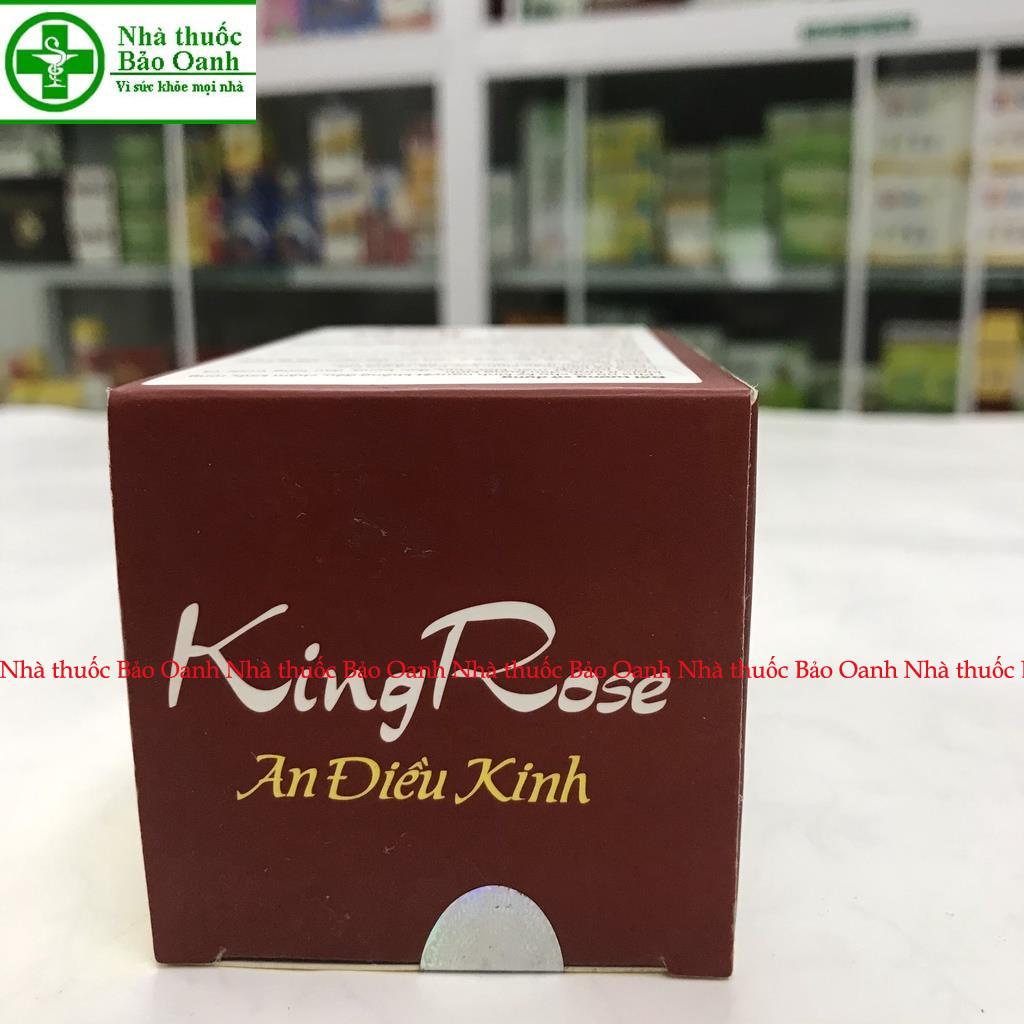 Nhà thuốc
Bảo Oanh
Vì sức khỏe mọi nhà
KingRose
Nhà thuốc Bảo Oanh Nhà thuốc Bảo Oanh Nhà thuốc Bảo Oanh Nhà thuốc Bảo Oanh Nhà thuốc
An Điều Kinh